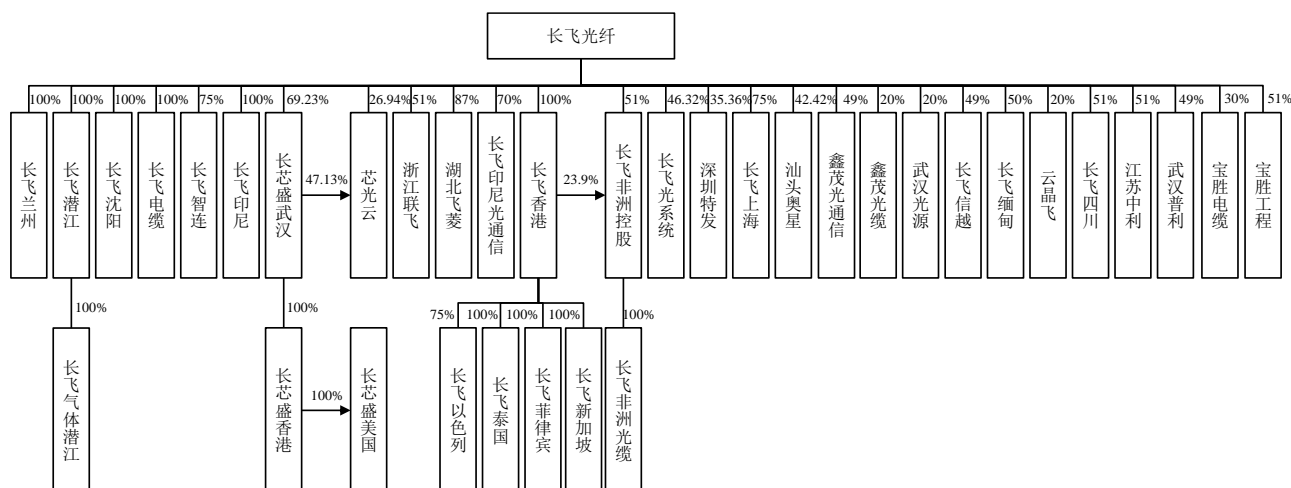 长飞光纤
100%
100%
100%
100%
75%
100%
69.23%
26.94%
51%
87%
70%
100%
51%
46.32%
35.36%
75%
42.42%
49%
20%
20%
49%
50%
20%
51%
51%
49%
30%
51%
长飞兰州
长飞潜江
长飞沈阳
长飞电缆
长飞智连
长飞印尼
长芯盛武汉
47.13%
芯光云
浙江联飞
湖北飞菱
长飞印尼光通信
长飞香港
23.9%
长飞非洲控股
长飞光系统
深圳特发
长飞上海
汕头奥星
鑫茂光通信
鑫茂光缆
武汉光源
长飞信越
长飞缅甸
云晶飞
长飞四川
江苏中利
武汉普利
宝胜电缆
宝胜工程
100%
100%
75%
100%
100%
100%
100%
长飞气体潜江
长芯盛香港
100%
长芯盛美国
长飞以色列
长飞泰国
长飞菲律宾
长飞新加坡
长飞非洲光缆